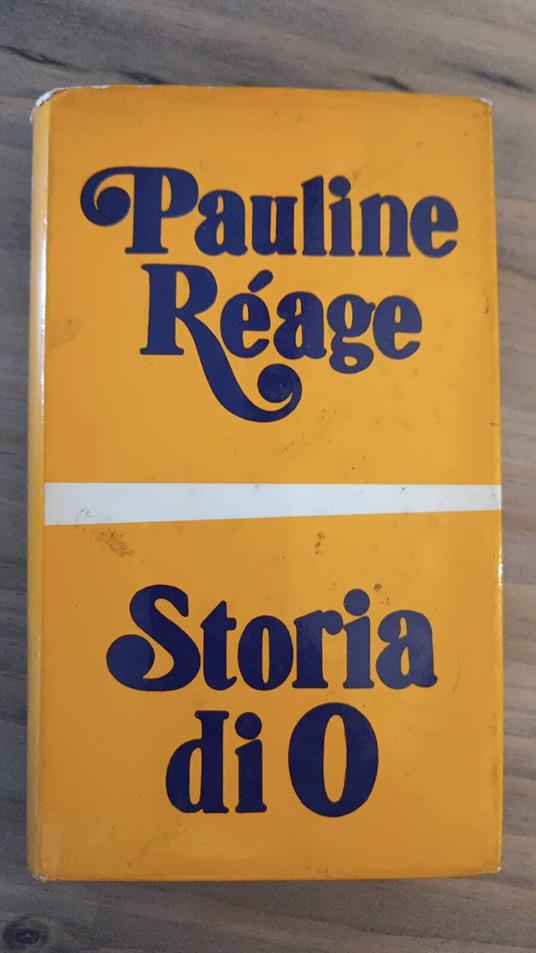 Pauline
Réage
Storia
di O